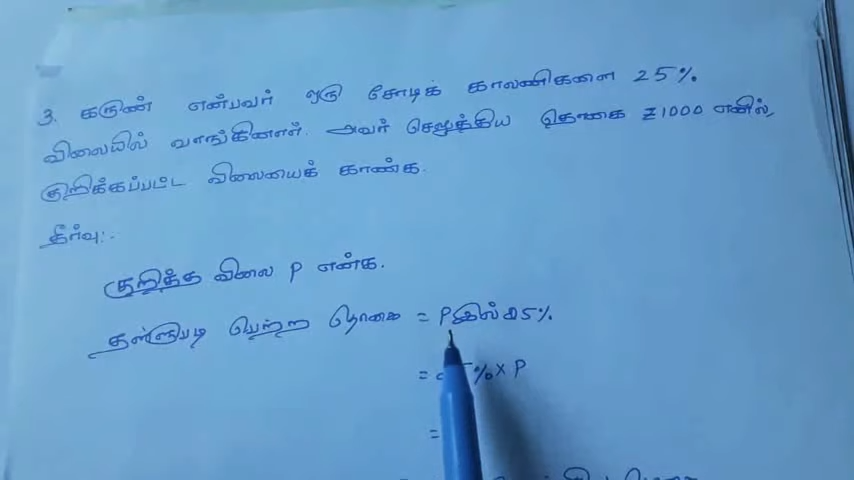 3. கருண் என்பவர் ஒரு சோடிக் காலணிகளை 25%
விலையில் வாங்கினான். அவர் செலுத்திய தொகை ₹1000 எனில்,
குறிக்கப்பட்ட விலையைக் காண்க.
தீர்வு:-
குறித்த விலை P என்க.
தள்ளுபடி பெற்ற தொகை = P இல் 25%
= % X P
=